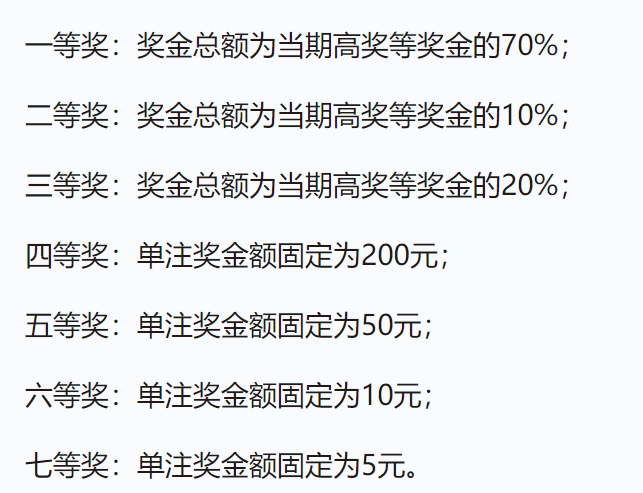 一等奖：奖金总额为当期高奖等奖金的70%；
二等奖：奖金总额为当期高奖等奖金的10%；
三等奖：奖金总额为当期高奖等奖金的20%；
四等奖：单注奖金额固定为200元；
五等奖：单注奖金额固定为50元；
六等奖：单注奖金额固定为10元；
七等奖：单注奖金额固定为5元。